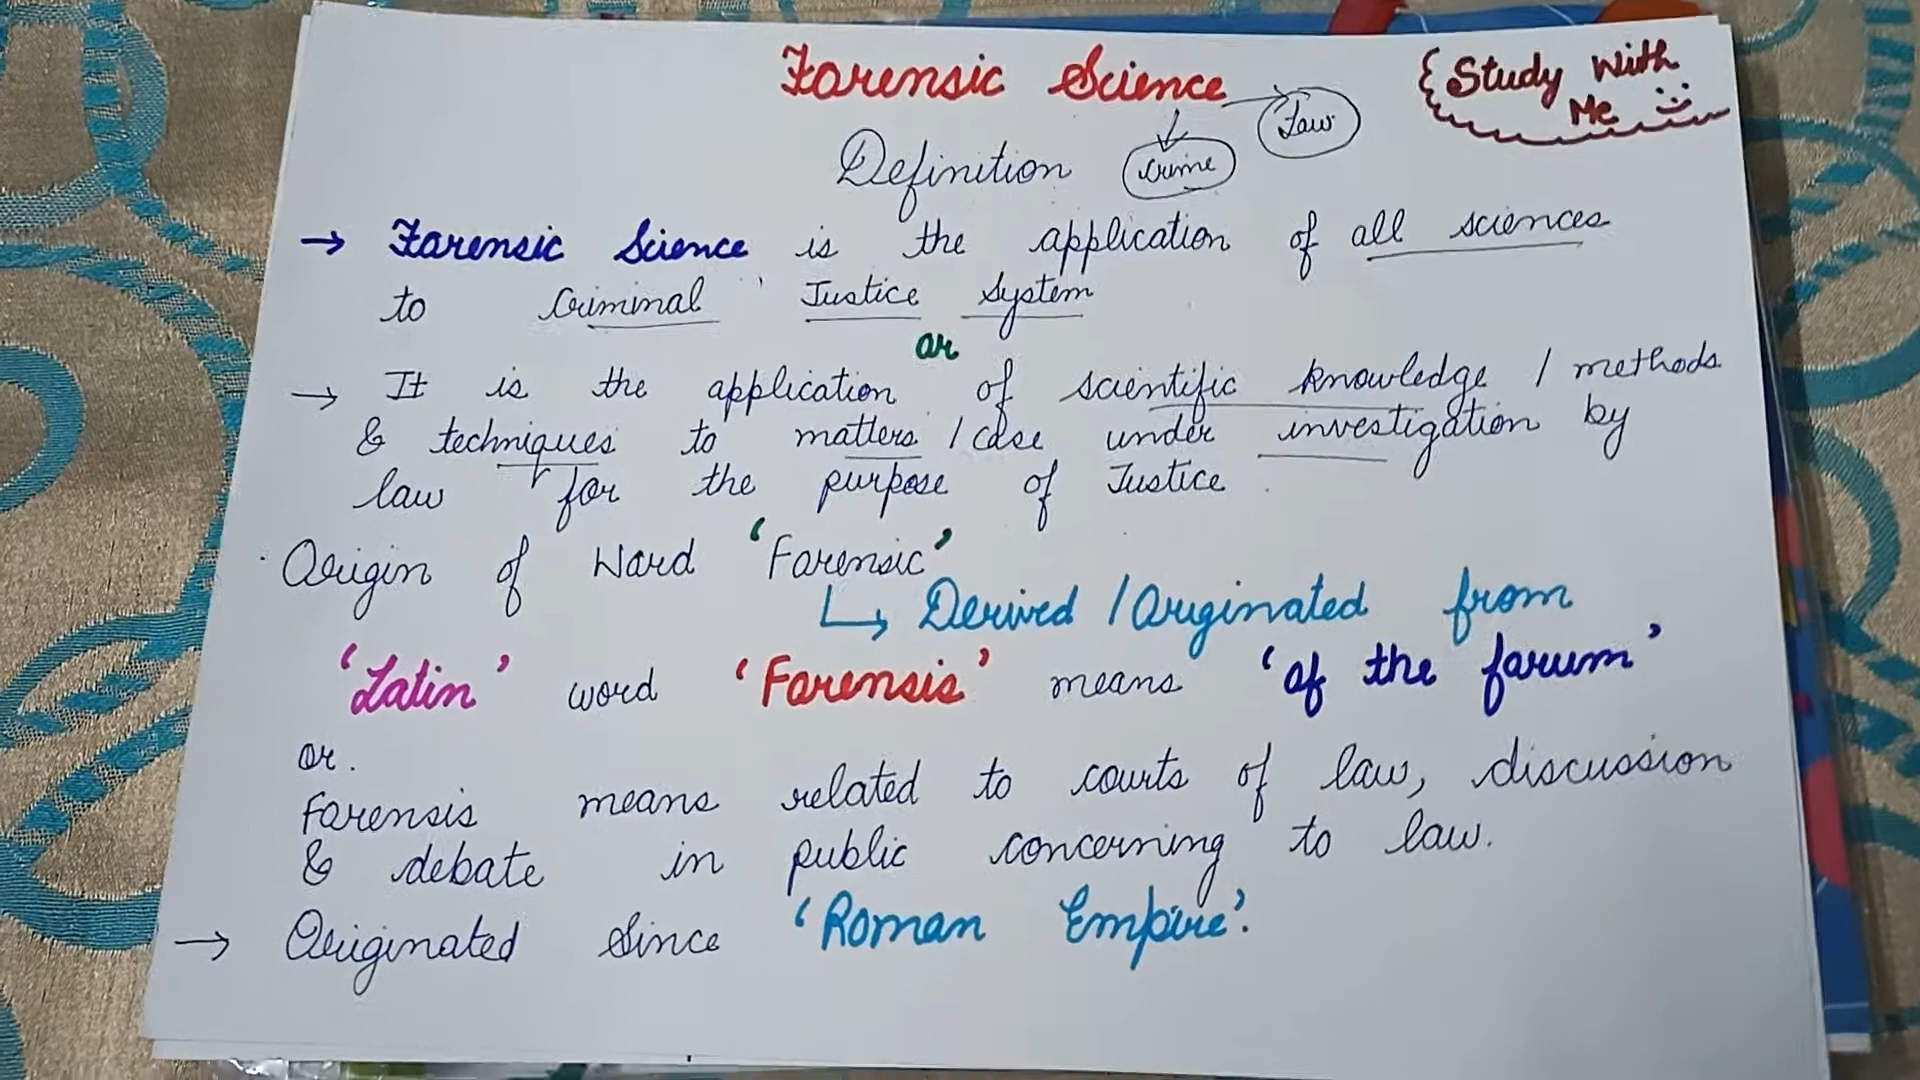 Forensic Science
Study With
Me
Law
Definition
Crime
→ Forensic Science is the application of all sciences
to Criminal Justice System
or
→ It is the application of scientific knowledge / methods
& techniques to matters / case under investigation by
law for the purpose of Justice.
Origin of Word 'Forensic'
↳ Derived / Originated from
'Latin' word 'Forensis' means 'of the forum'
or.
Forensis means related to courts of law, discussion
& debate in public concerning to law.
→ Originated Since 'Roman Empire'.